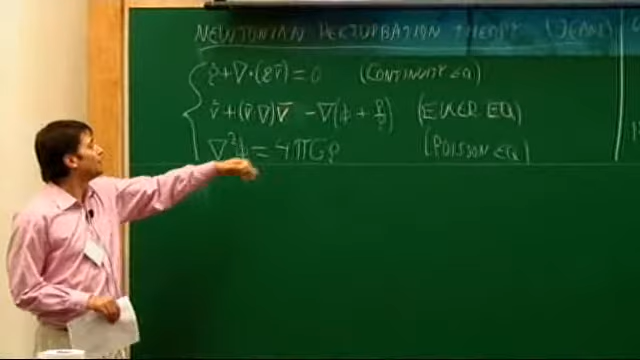 NEWTONIAN PERTURBATION THEORY (JEANS)
ρ̇+∇·(ρv̄)=0 (CONTINUITY EQ)
v̇+(v̄·∇)v̄ -∇(ϕ+P/ρ) (EULER EQ)
∇²ϕ=4πGρ (POISSON EQ)